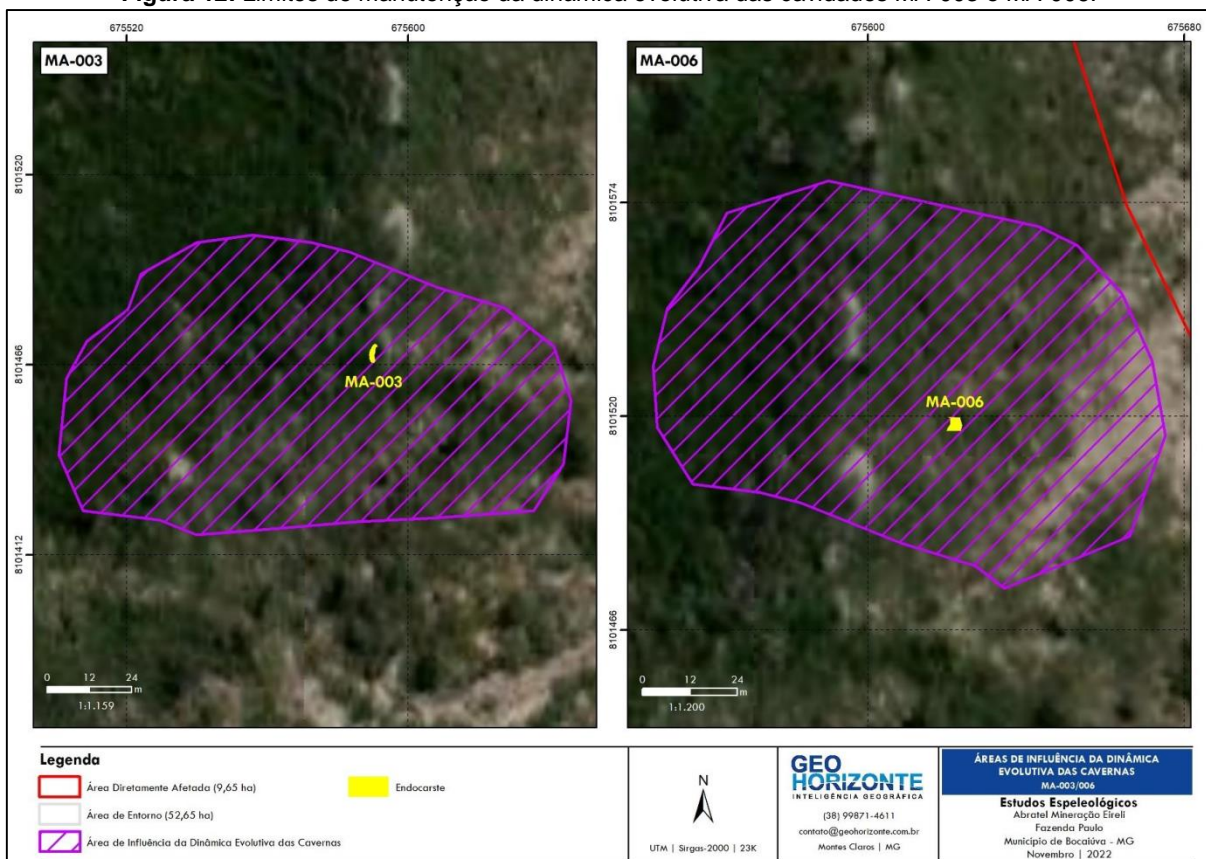 Figura 12: Limites de manutenção da dinâmica evolutiva das cavidades MA-003 e MA-006.
675520
675600
675600
675680
MA-003
MA-006
8101520
8101466
8101412
8101574
8101520
8101466
MA-003
MA-006
0 12 24
m
1:1.159
0 12 24
m
1:1.200
Legenda
Área Diretamente Afetada (9,65 ha)
Endocarste
Área de Entorno (52,65 ha)
Área de Influência da Dinâmica Evolutiva das Cavernas
N
UTM | Sirgas-2000 | 23K
GEO
HORIZONTE
INTELIGÊNCIA GEOGRÁFICA
(38) 99871-4611
contato@geohorizonte.com.br
Montes Claros | MG
ÁREAS DE INFLUÊNCIA DA DINÂMICA
EVOLUTIVA DAS CAVERNAS
MA-003/006
Estudos Espeleológicos
Abratel Mineração Eireli
Fazenda Paulo
Município de Bocaiúva - MG
Novembro | 2022